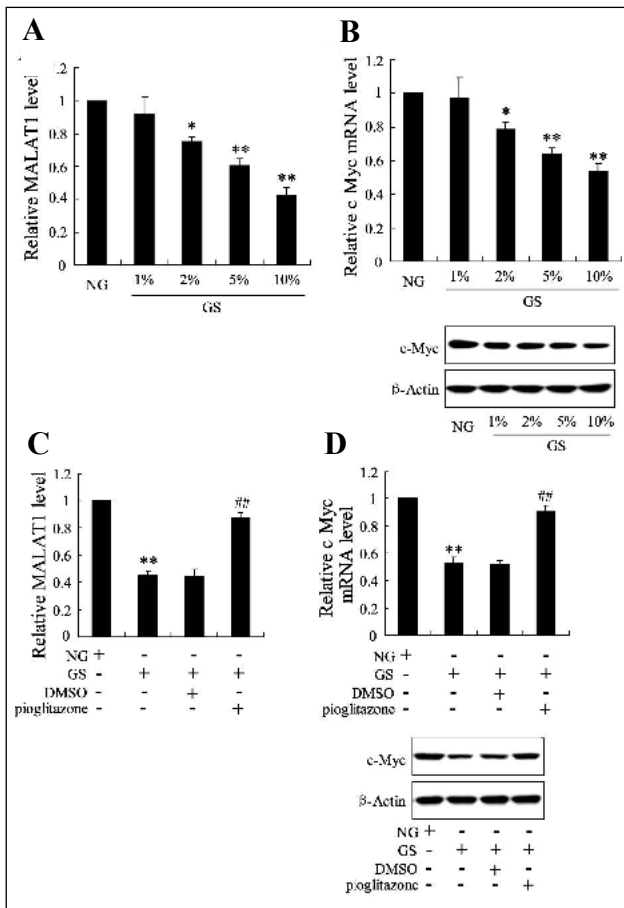 A
Relative MALAT1 level
1.2
1
0.8
0.6
0.4
0.2
0
*
**
**
NG
1% 2% 5% 10%
GS
B
Relative c Myc mRNA level
1.2
1
0.8
0.6
0.4
0.2
0
*
**
**
NG
1% 2% 5% 10%
GS
c-Myc
β-Actin
NG
1% 2% 5% 10%
GS
C
Relative MALAT1 level
1.2
1
0.8
0.6
0.4
0.2
0
**
##
NG + - - -
GS - + + +
DMSO - - + -
pioglitazone - - - +
D
Relative c Myc
mRNA level
1.2
1
0.8
0.6
0.4
0.2
0
**
##
NG + - - -
GS - + + +
DMSO - - + -
pioglitazone - - - +
c-Myc
β-Actin
NG + - - -
GS - + + +
DMSO - - + -
pioglitazone - - - +